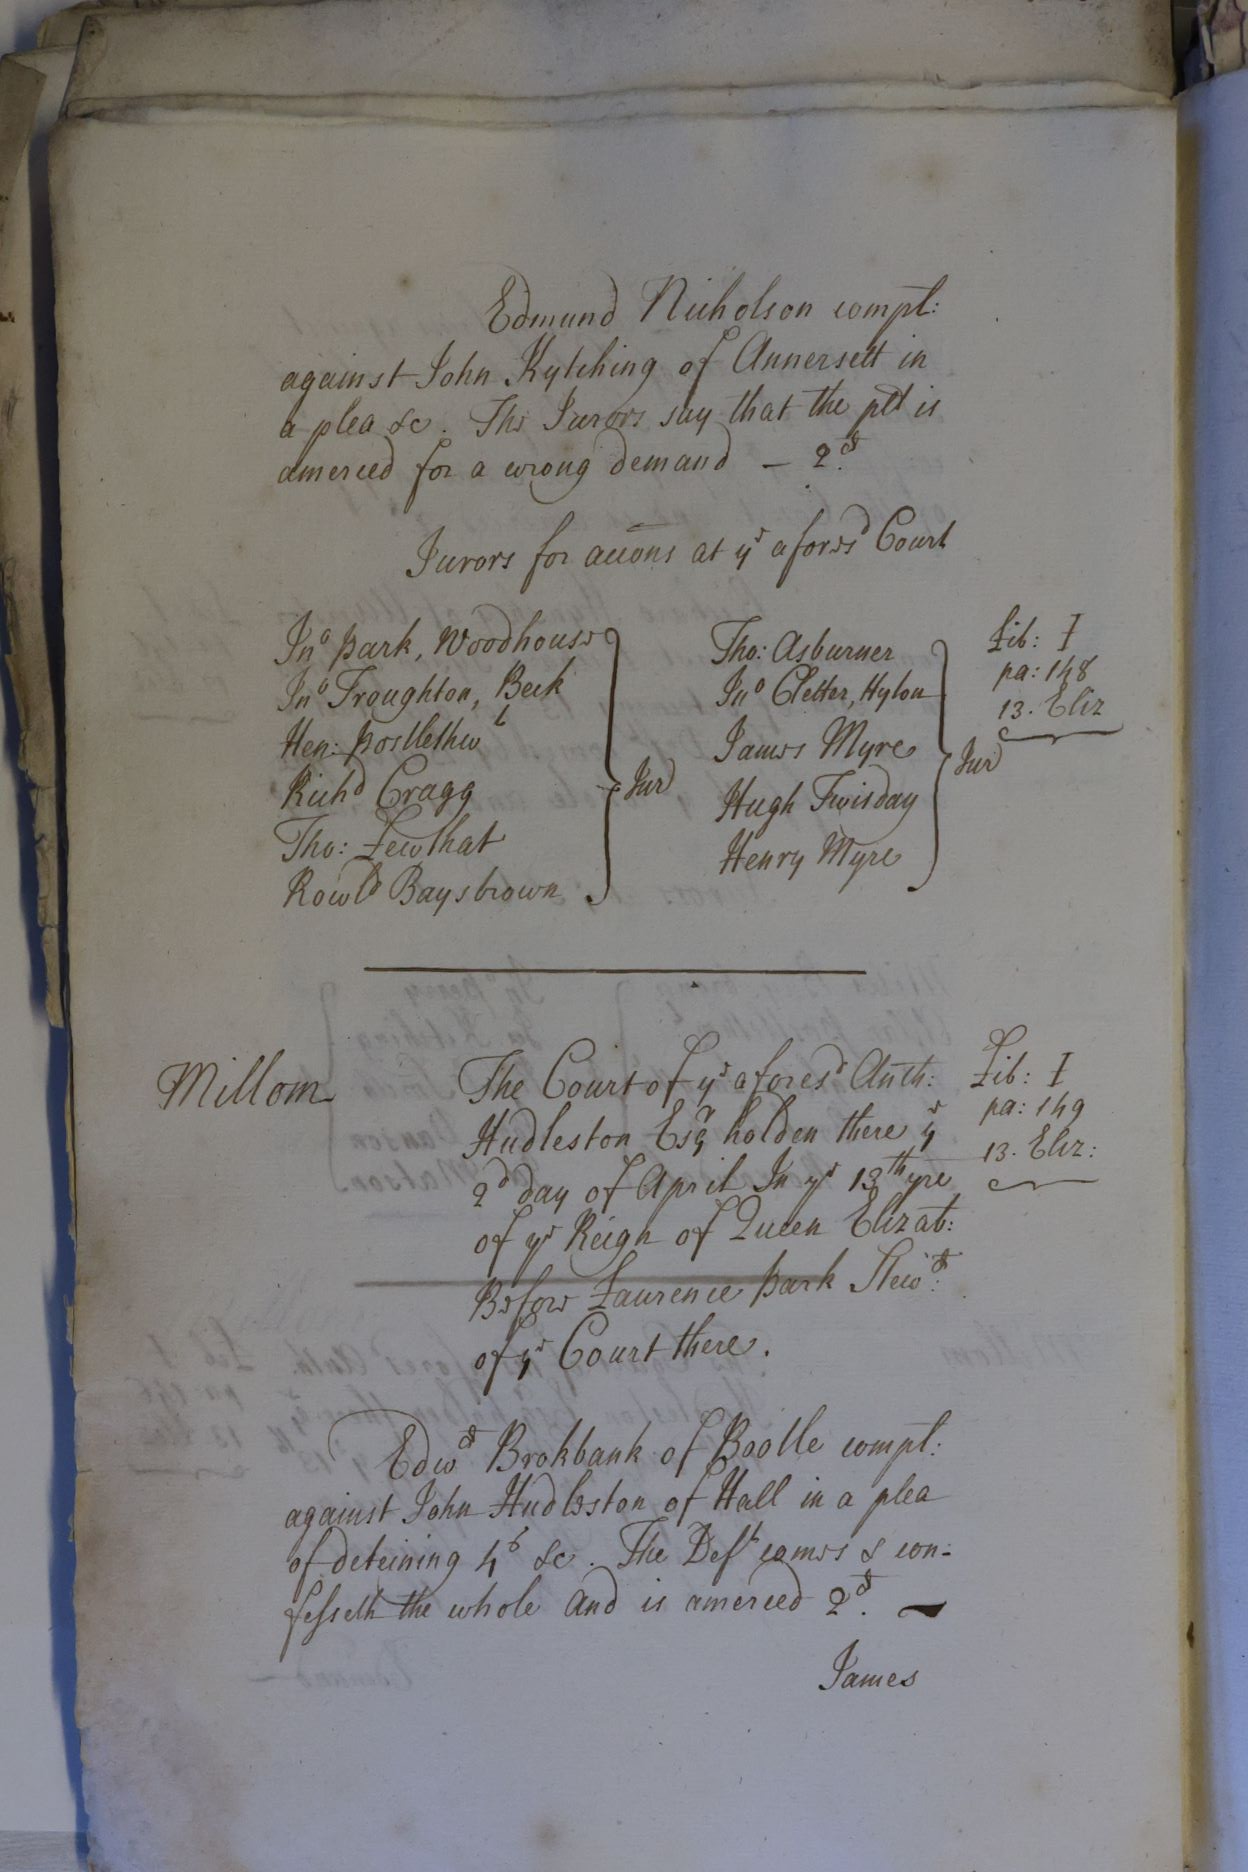 Edmund Nicholson compl:
against John Kytching of Annersett in
a plea &c. The Jurors say that the plt is
amerced for a wrong demand — 2.d
Jurors for accons at ye afores'd Court
Jno Park, Woodhouse
Jno Troughton, Beck
Hen: Postlethwt
Richd Cragg
Tho: Lewthat
Rowld Baysbrown
Jur
Tho: Asburner
Jno Cletter, Hylon
James Myre
Hugh Twisday
Henry Myre
Jur
Lib: I
pa: 148
13. Eliz
Millom
The Court of ye aforesd Anth:
Hudleston Esqr holden there ye
2d day of April In ye 13th yre
of ye Reign of Queen Elizab:
Before Laurence Park Stewd:
of ye Court there.
Lib: I
pa: 149
13. Eliz:
Edwd Brokbank of Bootle compl:
against John Hudleston of Hall in a plea
of deteining 4s &c. The Deft comes & con-
fesseth the whole and is amerced 2d. —
James